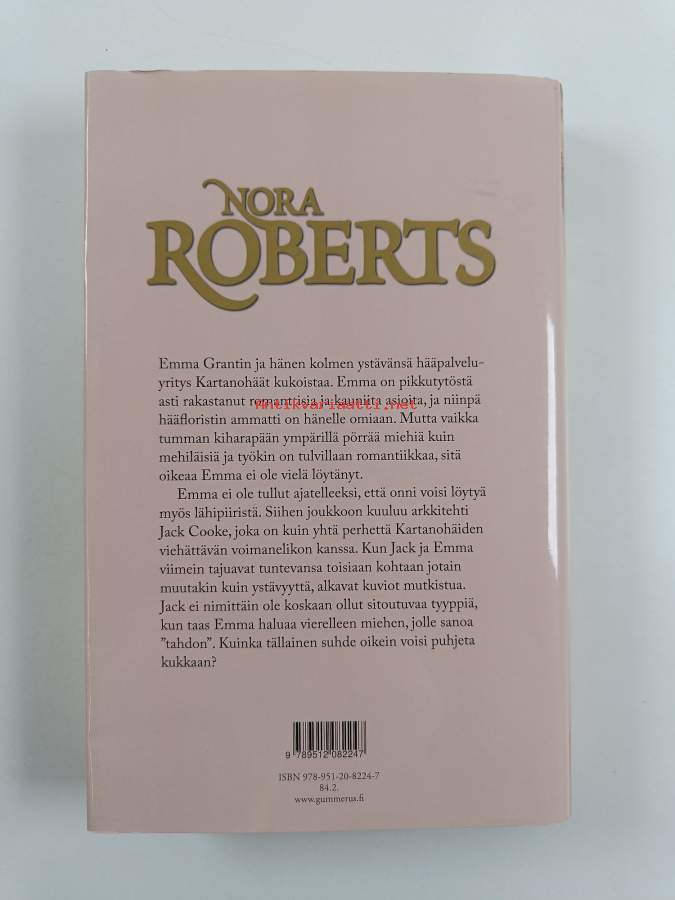 NORA
ROBERTS
Emma Grantin ja hänen kolmen ystävänsä hääpalvelu-
yritys Kartanohäät kukoistaa. Emma on pikkutytöstä
asti rakastanut romanttisia ja kauniita asioita, ja niinpä
Antikvariaatti.net
hääfloristin ammatti on hänelle omiaan. Mutta vaikka
tumman kiharapään ympärillä pörrää miehiä kuin
mehiläisiä ja työkin on tulvillaan romantiikkaa, sitä
oikeaa Emma ei ole vielä löytänyt.
Emma ei ole tullut ajatelleeksi, että onni voisi löytyä
myös lähipiiristä. Siihen joukkoon kuuluu arkkitehti
Jack Cooke, joka on kuin yhtä perhettä Kartanohäiden
viehättävän voimanelikon kanssa. Kun Jack ja Emma
viimein tajuavat tuntevansa toisiaan kohtaan jotain
muutakin kuin ystävyyttä, alkavat kuviot mutkistua.
Jack ei nimittäin ole koskaan ollut sitoutuvaa tyyppiä,
kun taas Emma haluaa vierelleen miehen, jolle sanoa
”tahdon”. Kuinka tällainen suhde oikein voisi puhjeta
kukkaan?
9 789512 082247
ISBN 978-951-20-8224-7
84.2.
www.gummerus.fi